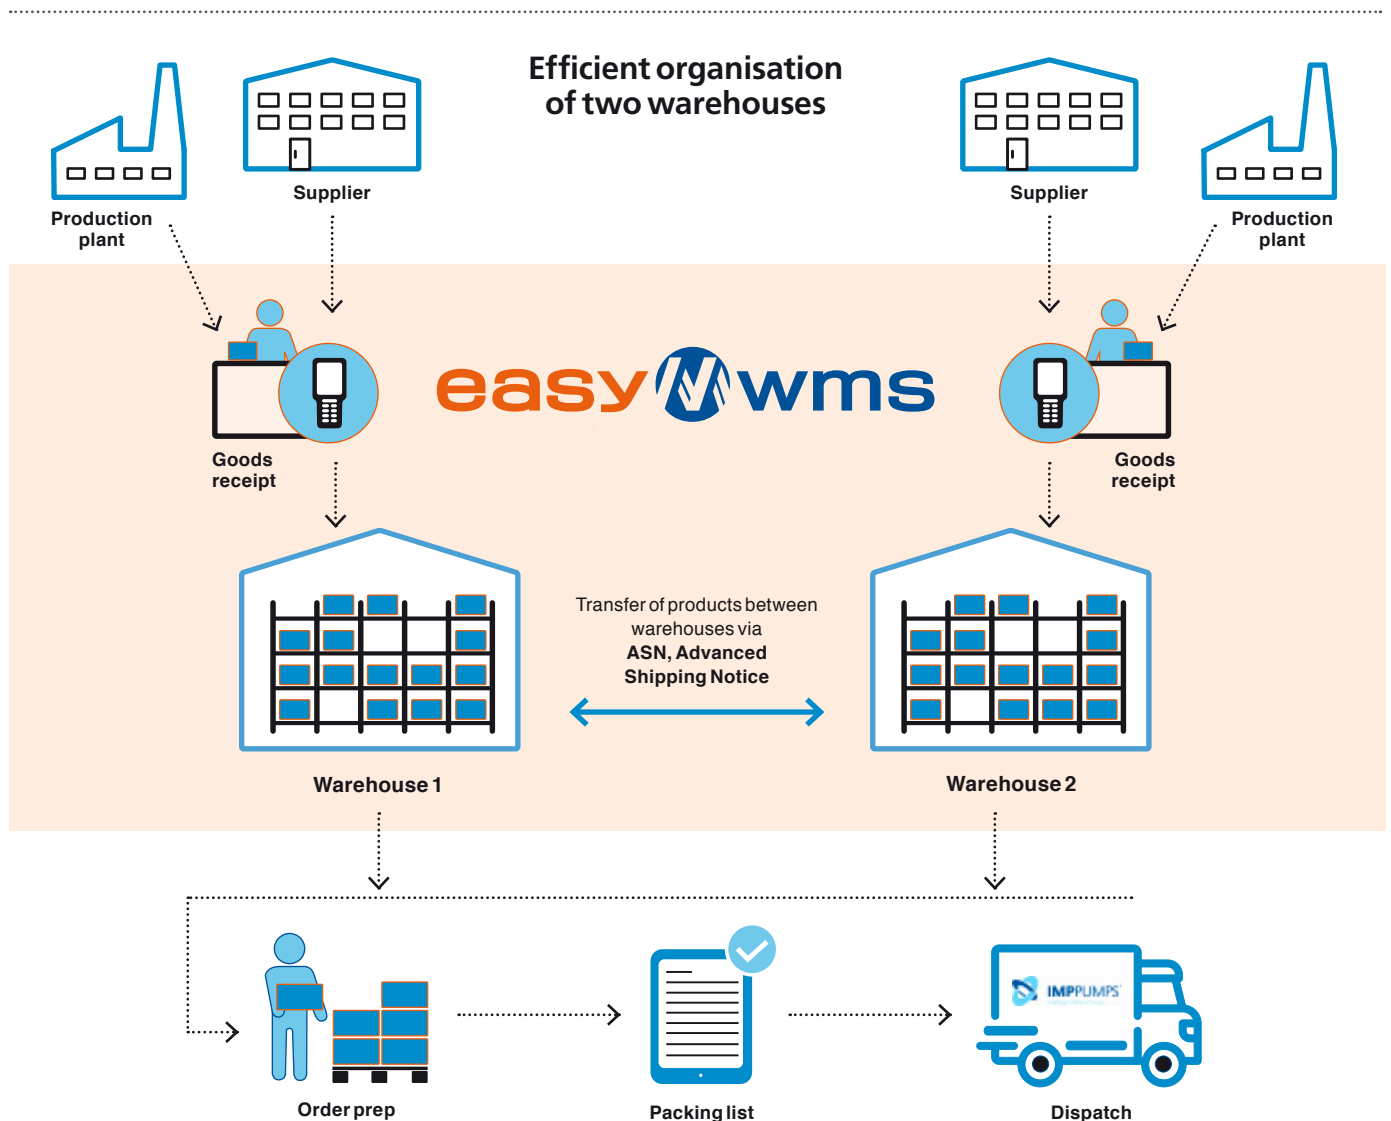 Efficient organisation
of two warehouses
Supplier
Production
plant
Supplier
Production
plant
easy wms
Goods
receipt
Goods
receipt
Transfer of products between
warehouses via
ASN, Advanced
Shipping Notice
Warehouse 1
Warehouse 2
IMPPUMPS
Order prep
Packing list
Dispatch